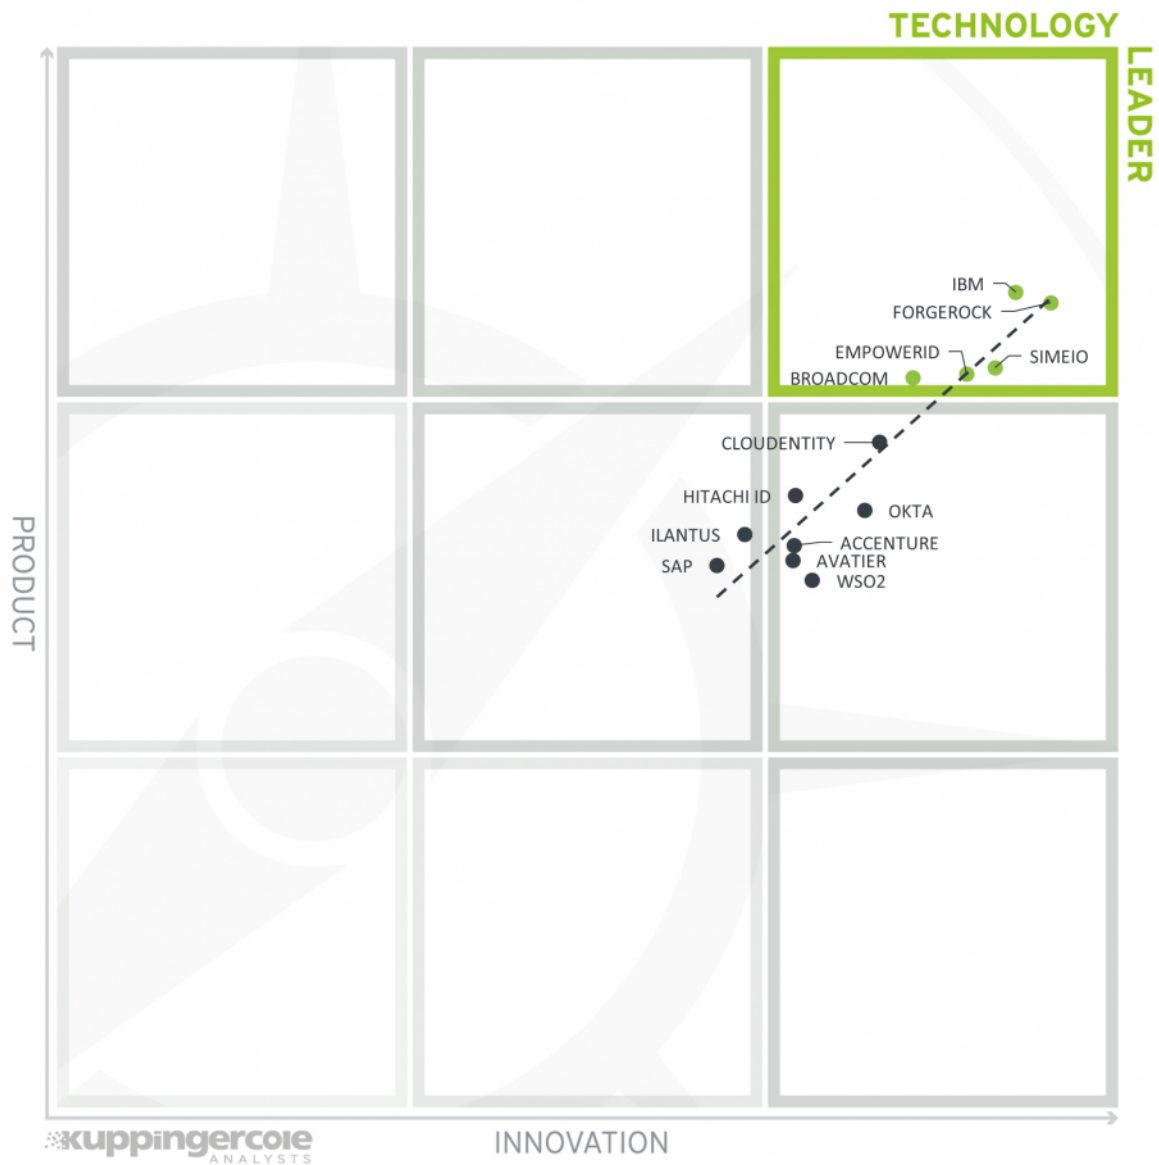 TECHNOLOGY
LEADER
IBM
FORGEROCK
EMPOWERID
SIMEIO
BROADCOM
CLOUDENTITY
HITACHI ID
OKTA
ILANTUS
ACCENTURE
SAP
AVATIER
WSO2
PRODUCT
INNOVATION
kuppingercole
ANALYSTS